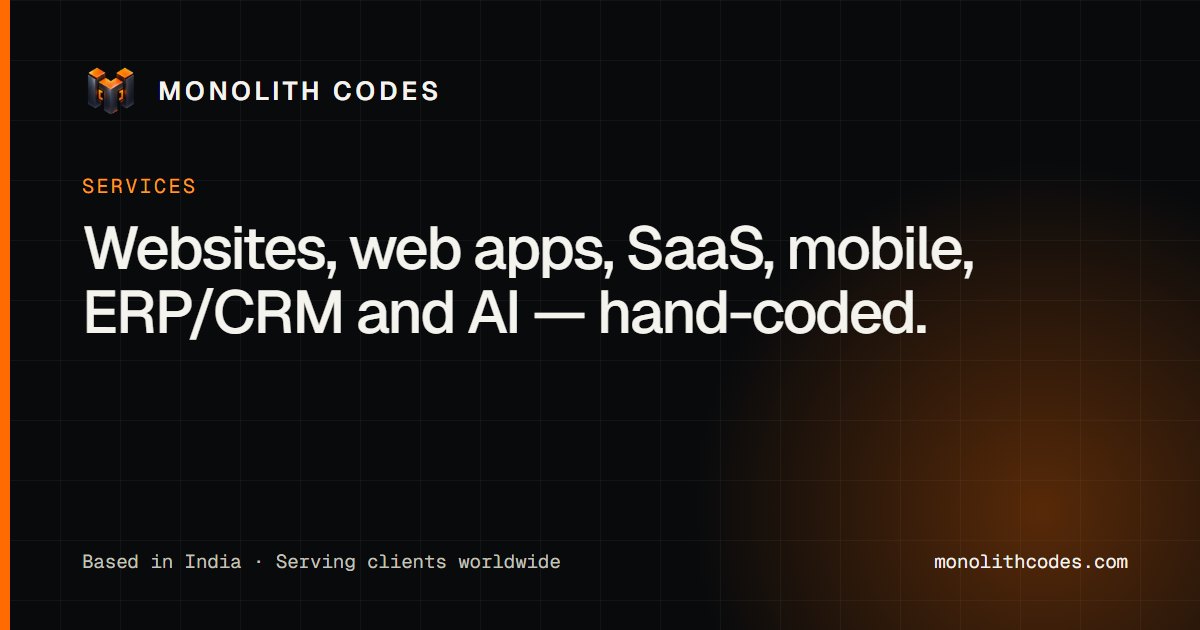 MONOLITH CODES
SERVICES
Websites, web apps, SaaS, mobile,
ERP/CRM and AI — hand-coded.
Based in India · Serving clients worldwide
monolithcodes.com